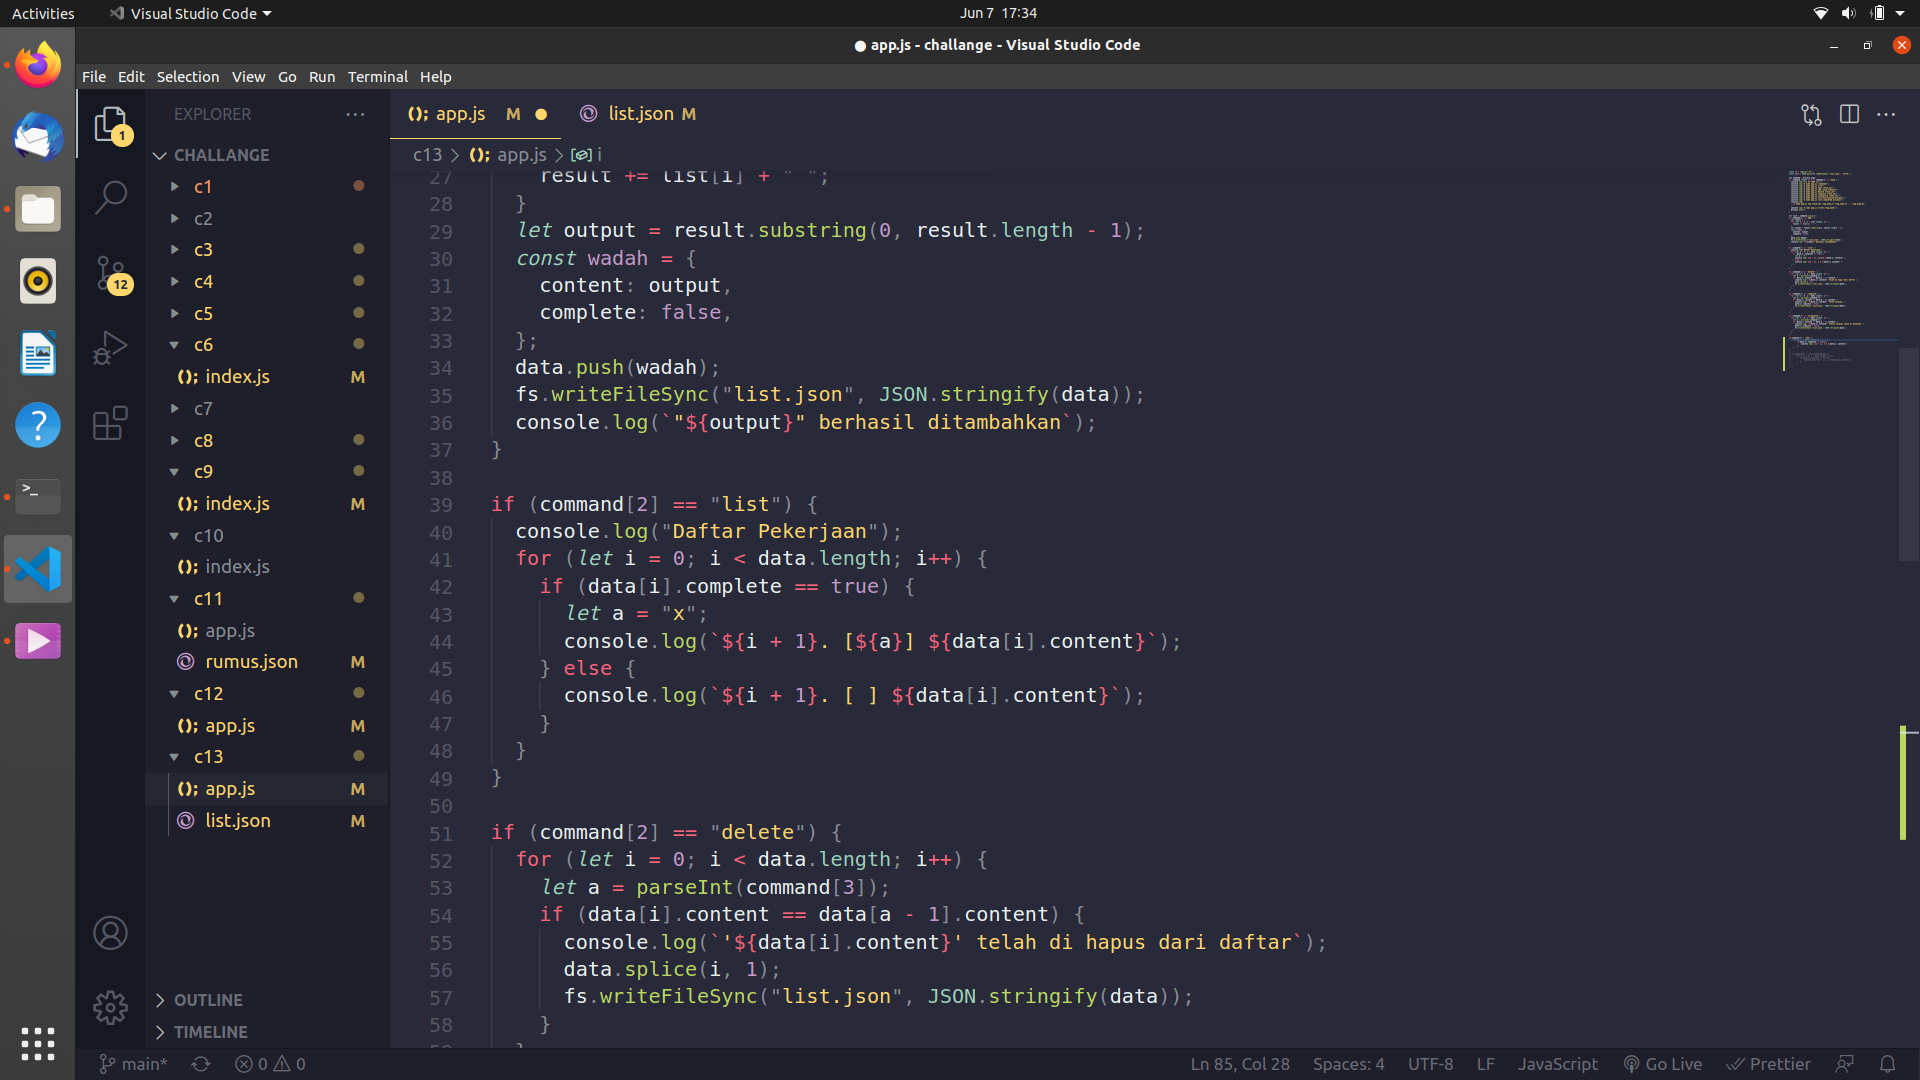 Activities
Visual Studio Code
Jun 7 17:34
● app.js - challange - Visual Studio Code
File Edit Selection View Go Run Terminal Help
EXPLORER
CHALLANGE
c1
c2
c3
c4
c5
c6
index.js M
c7
c8
c9
index.js M
c10
index.js
c11
app.js
rumus.json M
c12
app.js M
c13
app.js M
list.json M
OUTLINE
TIMELINE
1
12
(); app.js M ●
list.json M
c13 > (); app.js > i
27 result += list[i] + " ";
28 }
29 let output = result.substring(0, result.length - 1);
30 const wadah = {
31 content: output,
32 complete: false,
33 };
34 data.push(wadah);
35 fs.writeFileSync("list.json", JSON.stringify(data));
36 console.log(`"${output}" berhasil ditambahkan`);
37 }
38
39 if (command[2] == "list") {
40 console.log("Daftar Pekerjaan");
41 for (let i = 0; i < data.length; i++) {
42 if (data[i].complete == true) {
43 let a = "x";
44 console.log(`${i + 1}. [${a}] ${data[i].content}`);
45 } else {
46 console.log(`${i + 1}. [ ] ${data[i].content}`);
47 }
48 }
49 }
50
51 if (command[2] == "delete") {
52 for (let i = 0; i < data.length; i++) {
53 let a = parseInt(command[3]);
54 if (data[i].content == data[a - 1].content) {
55 console.log(`'${data[i].content}' telah di hapus dari daftar`);
56 data.splice(i, 1);
57 fs.writeFileSync("list.json", JSON.stringify(data));
58 }
main* 0 0
Ln 85, Col 28 Spaces: 4 UTF-8 LF JavaScript Go Live Prettier